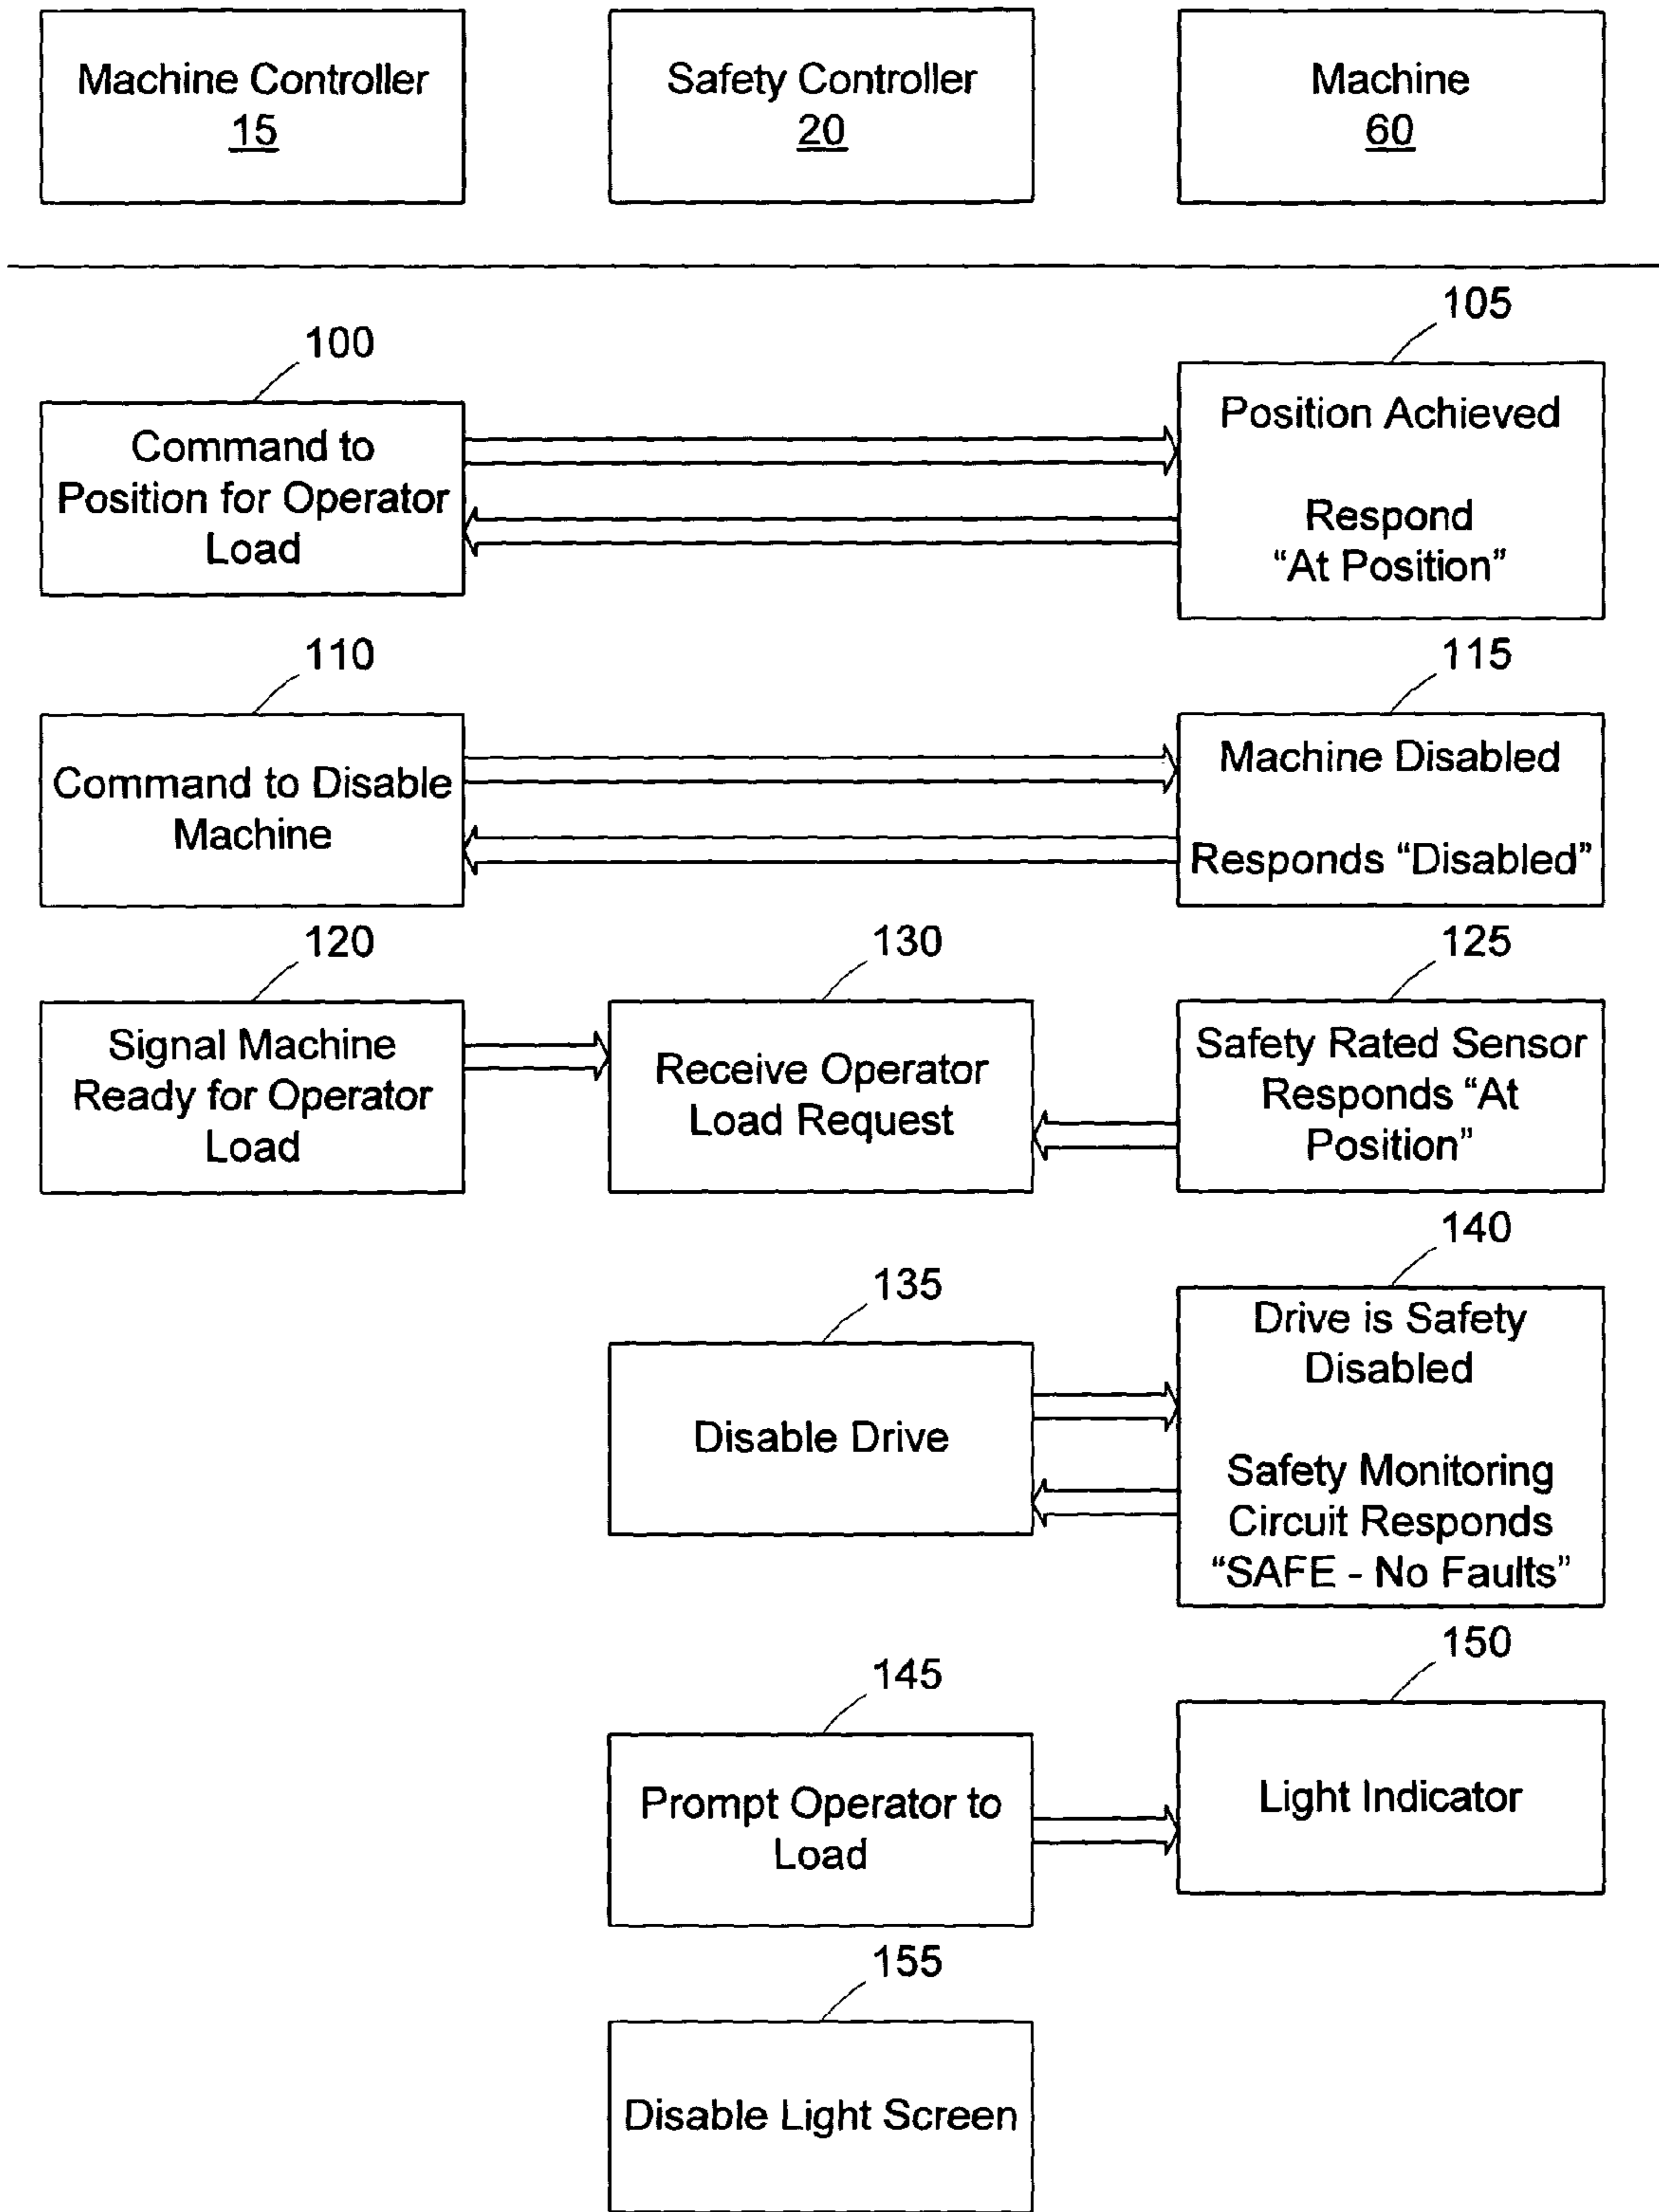 Machine Controller
15
Safety Controller
20
Machine
60
100
Command to
Position for Operator
Load
105
Position Achieved
Respond
“At Position”
110
Command to Disable
Machine
115
Machine Disabled
Responds “Disabled”
120
Signal Machine
Ready for Operator
Load
130
Receive Operator
Load Request
125
Safety Rated Sensor
Responds “At
Position”
135
Disable Drive
140
Drive is Safety
Disabled
Safety Monitoring
Circuit Responds
“SAFE - No Faults”
145
Prompt Operator to
Load
150
Light Indicator
155
Disable Light Screen